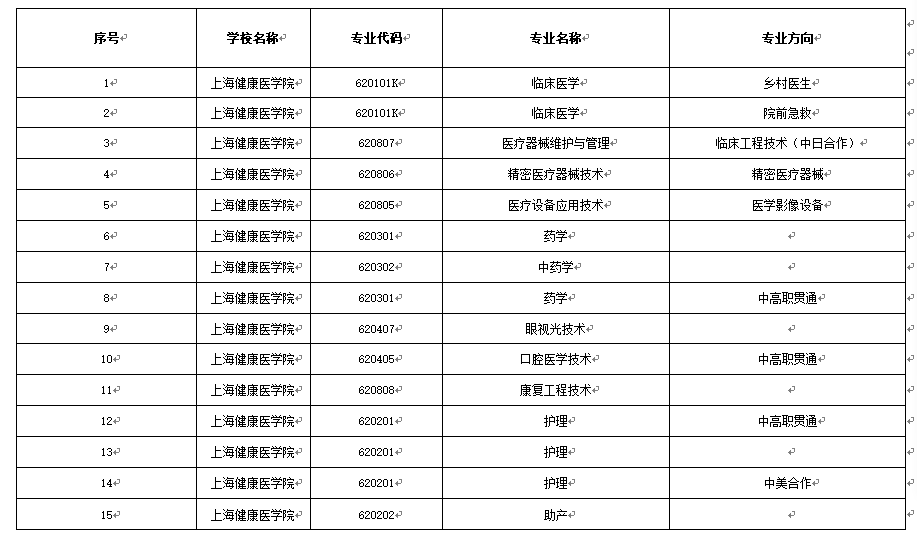 序号 学校名称 专业代码 专业名称 专业方向
1 上海健康医学院 620101K 临床医学 乡村医生
2 上海健康医学院 620101K 临床医学 院前急救
3 上海健康医学院 620807 医疗器械维护与管理 临床工程技术（中日合作）
4 上海健康医学院 620806 精密医疗器械技术 精密医疗器械
5 上海健康医学院 620805 医疗设备应用技术 医学影像设备
6 上海健康医学院 620301 药学
7 上海健康医学院 620302 中药学
8 上海健康医学院 620301 药学 中高职贯通
9 上海健康医学院 620407 眼视光技术
10 上海健康医学院 620405 口腔医学技术 中高职贯通
11 上海健康医学院 620808 康复工程技术
12 上海健康医学院 620201 护理 中高职贯通
13 上海健康医学院 620201 护理
14 上海健康医学院 620201 护理 中美合作
15 上海健康医学院 620202 助产